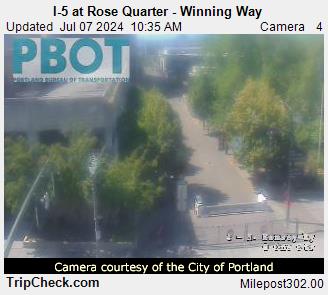 I-5 at Rose Quarter - Winning Way
Updated Jul 07 2024 10:35 AM Camera 4
PBOT
PORTLAND BUREAU OF TRANSPORTATION
Camera courtesy of the City of Portland
TripCheck.com Milepost302.00